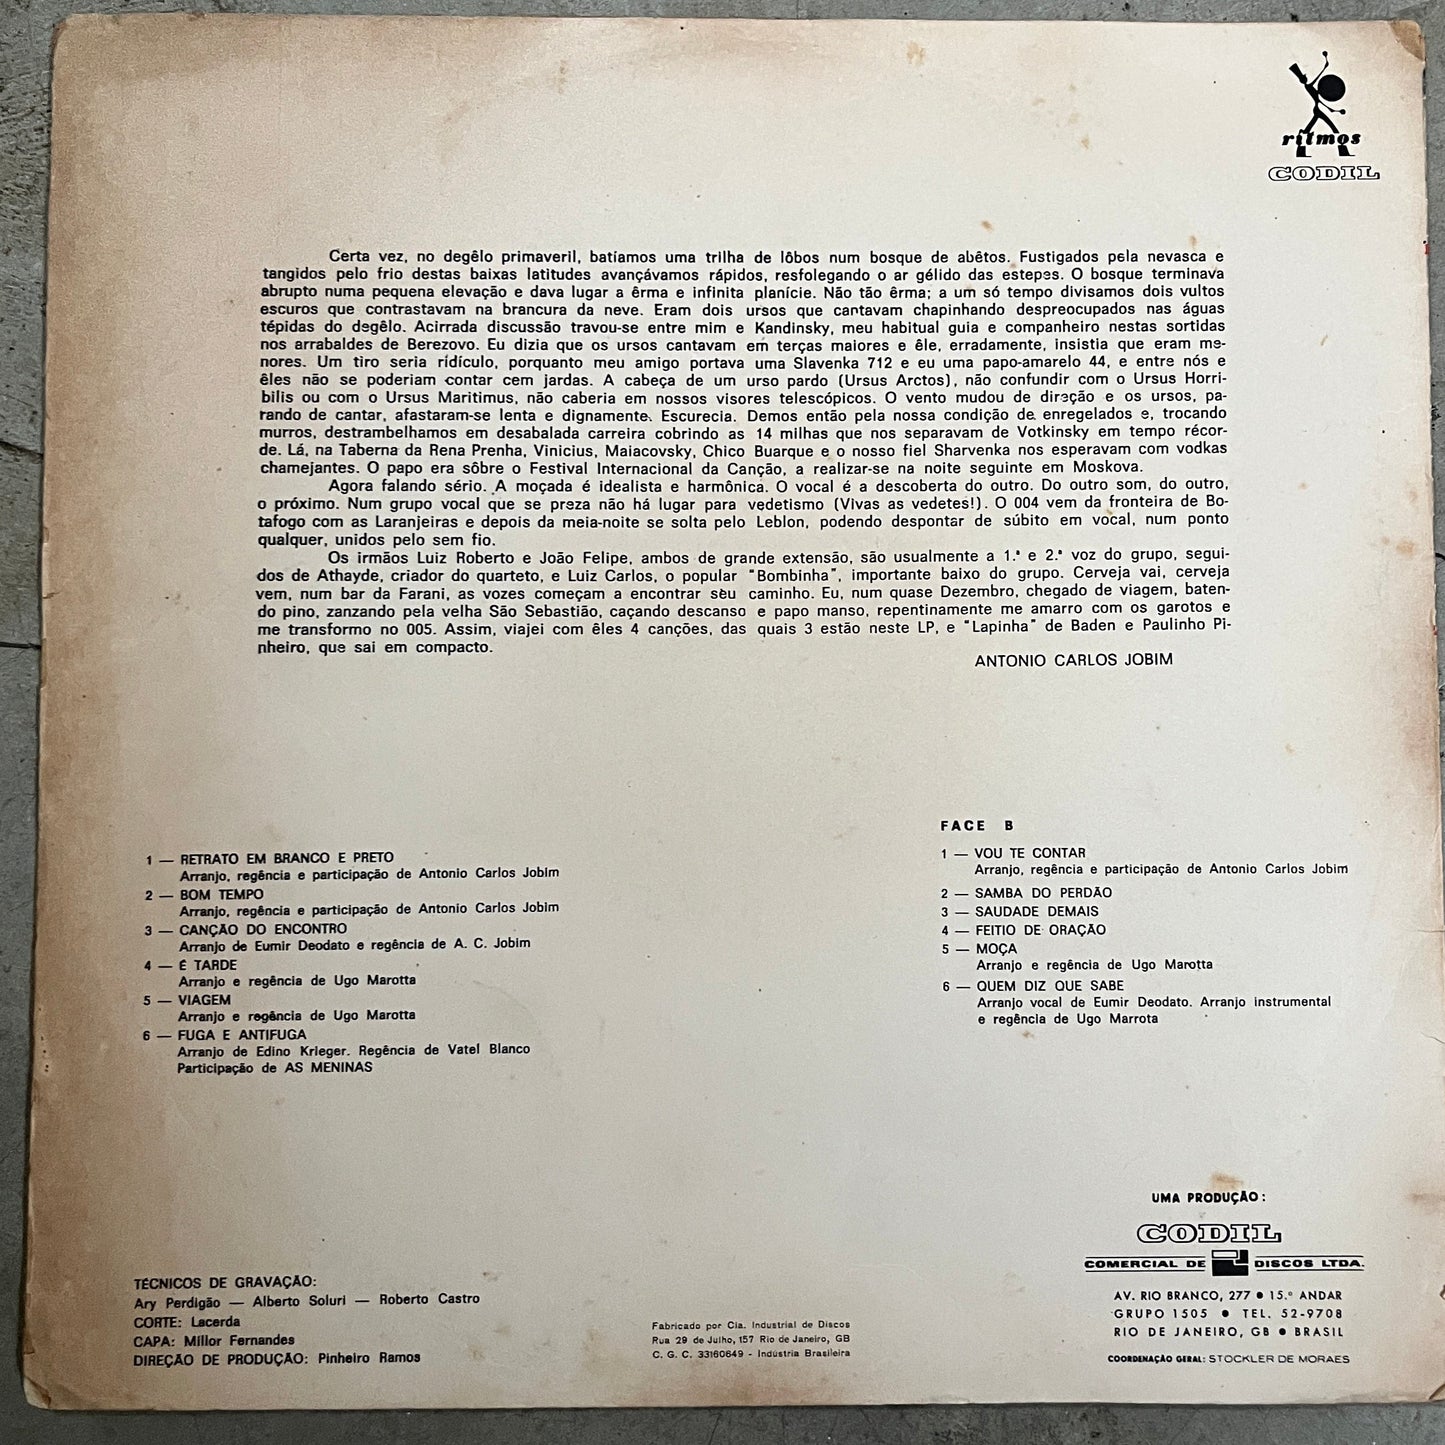 ritmos
CODIL
Certa vez, no degêlo primaveril, batíamos uma trilha de lôbos num bosque de abêtos. Fustigados pela nevasca e
tangidos pelo frio destas baixas latitudes avançávamos rápidos, resfolegando o ar gélido das estepes. O bosque terminava
abrupto numa pequena elevação e dava lugar a êrma e infinita planície. Não tão êrma; a um só tempo divisamos dois vultos
escuros que contrastavam na brancura da neve. Eram dois ursos que cantavam chapinhando despreocupados nas águas
tépidas do degêlo. Acirrada discussão travou-se entre mim e Kandinsky, meu habitual guia e companheiro nestas sortidas
nos arrabaldes de Berezovo. Eu dizia que os ursos cantavam em terças maiores e êle, erradamente, insistia que eram me-
nores. Um tiro seria rídículo, porquanto meu amigo portava uma Slavenka 712 e eu uma papo-amarelo 44, e entre nós e
êles não se poderiam contar cem jardas. A cabeça de um urso pardo (Ursus Arctos), não confundir com o Ursus Horri-
bilis ou com o Ursus Maritimus, não caberia em nossos visores telescópicos. O vento mudou de direção e os ursos, pa-
rando de cantar, afastaram-se lenta e dignamente. Escurecia. Demos então pela nossa condição de enregelados e, trocando
murros, destrambelhamos em desabalada carreira cobrindo as 14 milhas que nos separavam de Votkinsky em tempo récor-
de. Lá, na Taberna da Rena Prenha, Vinicius, Maiacovsky, Chico Buarque e o nosso fiel Sharvenka nos esperavam com vodkas
chamejantes. O papo era sôbre o Festival Internacional da Canção, a realizar-se na noite seguinte em Moskova.
Agora falando sério. A moçada é idealista e harmônica. O vocal é a descoberta do outro. Do outro som, do outro,
o próximo. Num grupo vocal que se preza não há lugar para vedetismo (Vivas as vedetes!). O 004 vem da fronteira de Bo-
tafogo com as Laranjeiras e depois da meia-noite se solta pelo Leblon, podendo despontar de súbito em vocal, num ponto
qualquer, unidos pelo sem fio.
Os irmãos Luiz Roberto e João Felipe, ambos de grande extensão, são usualmente a 1.ª e 2.ª voz do grupo, segui-
dos de Athayde, criador do quarteto, e Luiz Carlos, o popular "Bombinha", importante baixo do grupo. Cerveja vai, cerveja
vem, num bar da Farani, as vozes começam a encontrar seu caminho. Eu, num quase Dezembro, chegado de viagem, baten-
do pino, zanzando pela velha São Sebastião, caçando descanso e papo manso, repentinamente me amarro com os garotos e
me transformo no 005. Assim, viajei com êles 4 canções, das quais 3 estão neste LP, e "Lapinha" de Baden e Paulinho Pi-
nheiro, que sai em compacto.
ANTONIO CARLOS JOBIM
1 — RETRATO EM BRANCO E PRETO
Arranjo, regência e participação de Antonio Carlos Jobim
2 — BOM TEMPO
Arranjo, regência e participação de Antonio Carlos Jobim
3 — CANÇÃO DO ENCONTRO
Arranjo de Eumir Deodato e regência de A. C. Jobim
4 — É TARDE
Arranjo e regência de Ugo Marotta
5 — VIAGEM
Arranjo e regência de Ugo Marotta
6 — FUGA E ANTIFUGA
Arranjo de Edino Krieger. Regência de Vatel Blanco
Participação de AS MENINAS
FACE B
1 — VOU TE CONTAR
Arranjo, regência e participação de Antonio Carlos Jobim
2 — SAMBA DO PERDÃO
3 — SAUDADE DEMAIS
4 — FEITIO DE ORAÇÃO
5 — MOÇA
Arranjo e regência de Ugo Marotta
6 — QUEM DIZ QUE SABE
Arranjo vocal de Eumir Deodato. Arranjo instrumental
e regência de Ugo Marrota
TÉCNICOS DE GRAVAÇÃO:
Ary Perdigão — Alberto Soluri — Roberto Castro
CORTE: Lacerda
CAPA: Millor Fernandes
DIREÇÃO DE PRODUÇÃO: Pinheiro Ramos
Fabricado por Cia. Industrial de Discos
Rua 29 de Julho, 157 Rio de Janeiro, GB
C. G. C. 33160649 - Indústria Brasileira
UMA PRODUÇÃO:
CODIL
COMERCIAL DE DISCOS LTDA.
AV. RIO BRANCO, 277 ● 15.º ANDAR
GRUPO 1505 ● TEL. 52-9708
RIO DE JANEIRO, GB ● BRASIL
COORDENAÇÃO GERAL: STOCKLER DE MORAES